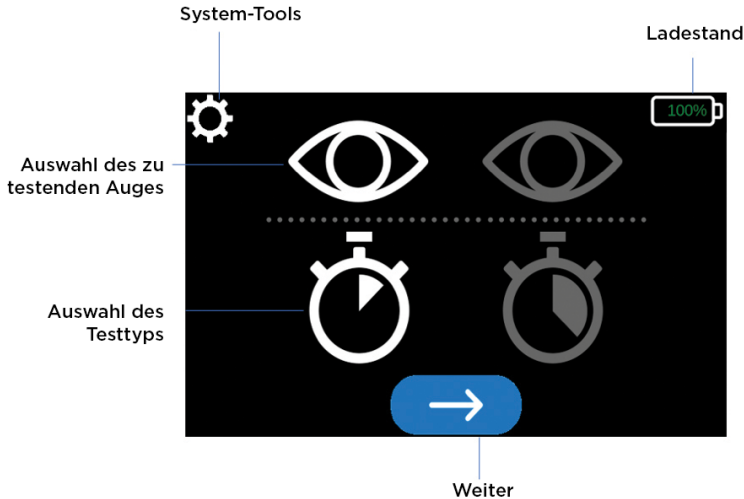 System-Tools
Ladestand
100%
Auswahl des zu
testenden Auges
Auswahl des
Testtyps
Weiter